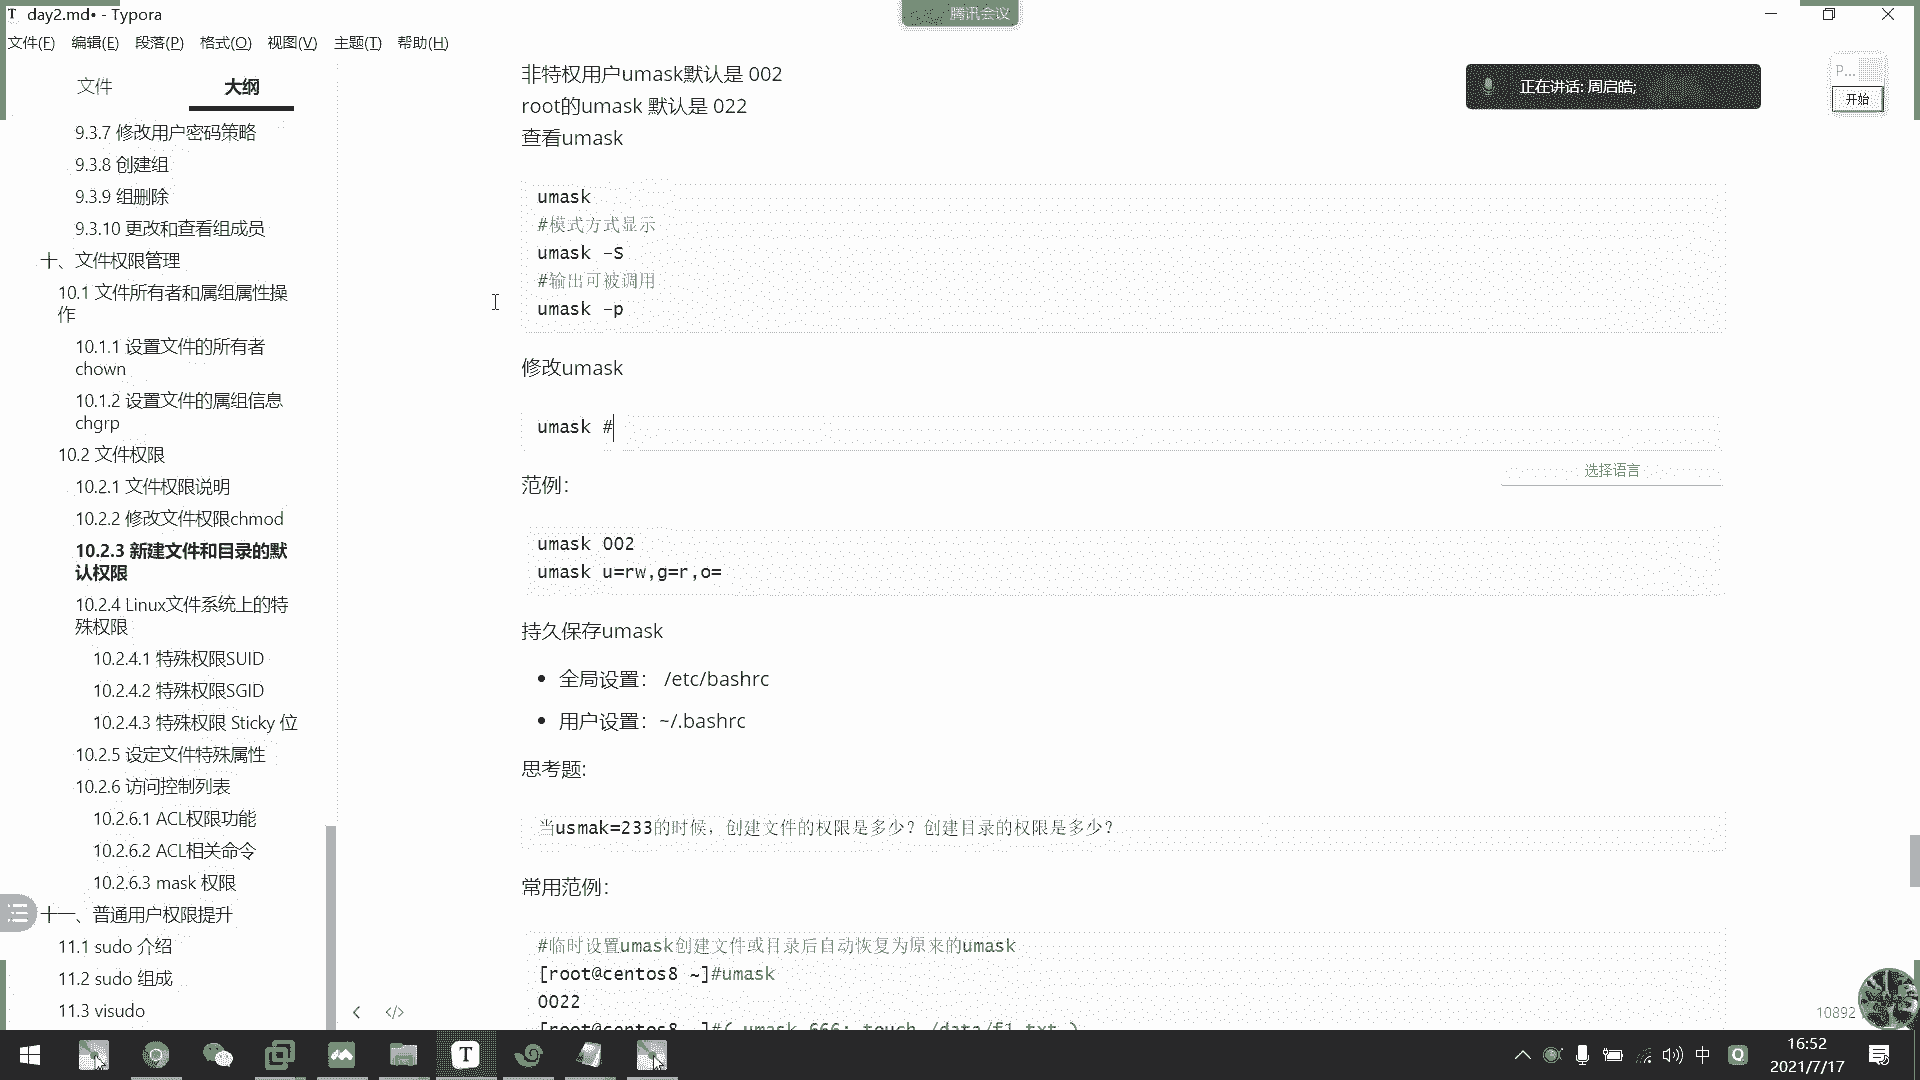 day2.md• - Typora
腾讯会议
文件(F) 编辑(E) 段落(P) 格式(O) 视图(V) 主题(T) 帮助(H)
文件 大纲
9.3.7 修改用户密码策略
9.3.8 创建组
9.3.9 组删除
9.3.10 更改和查看组成员
十、文件权限管理
10.1 文件所有者和属组属性操
作
10.1.1 设置文件的所有者
chown
10.1.2 设置文件的属组信息
chgrp
10.2 文件权限
10.2.1 文件权限说明
10.2.2 修改文件权限chmod
10.2.3 新建文件和目录的默
认权限
10.2.4 Linux文件系统上的特
殊权限
10.2.4.1 特殊权限SUID
10.2.4.2 特殊权限SGID
10.2.4.3 特殊权限 Sticky 位
10.2.5 设定文件特殊属性
10.2.6 访问控制列表
10.2.6.1 ACL权限功能
10.2.6.2 ACL相关命令
10.2.6.3 mask 权限
十一、普通用户权限提升
11.1 sudo 介绍
11.2 sudo 组成
11.3 visudo
非特权用户umask默认是 002
root的umask 默认是 022
查看umask
umask
#模式方式显示
umask -S
#输出可被调用
umask -p
修改umask
umask #
选择语言
范例:
umask 002
umask u=rw,g=r,o=
持久保存umask
• 全局设置： /etc/bashrc
• 用户设置：~/.bashrc
思考题:
当usmak=233的时候，创建文件的权限是多少？创建目录的权限是多少？
常用范例:
#临时设置umask创建文件或目录后自动恢复为原来的umask
[root@centos8 ~]#umask
0022
[root@centos8 ~]#( umask 666; touch /data/f1.txt )
正在讲话: 周启皓;
P...
开始
10892
中
16:52
2021/7/17